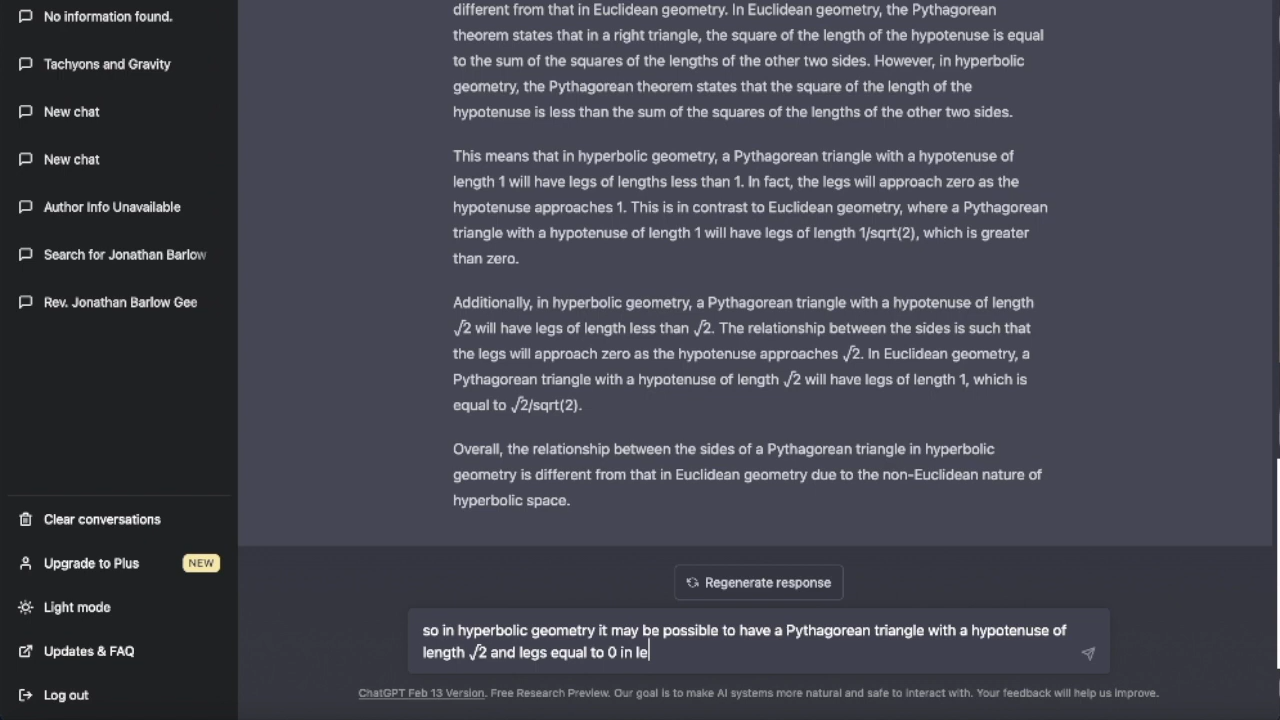 No information found.
Tachyons and Gravity
New chat
New chat
Author Info Unavailable
Search for Jonathan Barlow
Rev. Jonathan Barlow Gee
Clear conversations
Upgrade to Plus NEW
Light mode
Updates & FAQ
Log out
different from that in Euclidean geometry. In Euclidean geometry, the Pythagorean
theorem states that in a right triangle, the square of the length of the hypotenuse is equal
to the sum of the squares of the lengths of the other two sides. However, in hyperbolic
geometry, the Pythagorean theorem states that the square of the length of the
hypotenuse is less than the sum of the squares of the lengths of the other two sides.
This means that in hyperbolic geometry, a Pythagorean triangle with a hypotenuse of
length 1 will have legs of lengths less than 1. In fact, the legs will approach zero as the
hypotenuse approaches 1. This is in contrast to Euclidean geometry, where a Pythagorean
triangle with a hypotenuse of length 1 will have legs of length 1/sqrt(2), which is greater
than zero.
Additionally, in hyperbolic geometry, a Pythagorean triangle with a hypotenuse of length
√2 will have legs of length less than √2. The relationship between the sides is such that
the legs will approach zero as the hypotenuse approaches √2. In Euclidean geometry, a
Pythagorean triangle with a hypotenuse of length √2 will have legs of length 1, which is
equal to √2/sqrt(2).
Overall, the relationship between the sides of a Pythagorean triangle in hyperbolic
geometry is different from that in Euclidean geometry due to the non-Euclidean nature of
hyperbolic space.
Regenerate response
so in hyperbolic geometry it may be possible to have a Pythagorean triangle with a hypotenuse of
length √2 and legs equal to 0 in le
ChatGPT Feb 13 Version. Free Research Preview. Our goal is to make AI systems more natural and safe to interact with. Your feedback will help us improve.